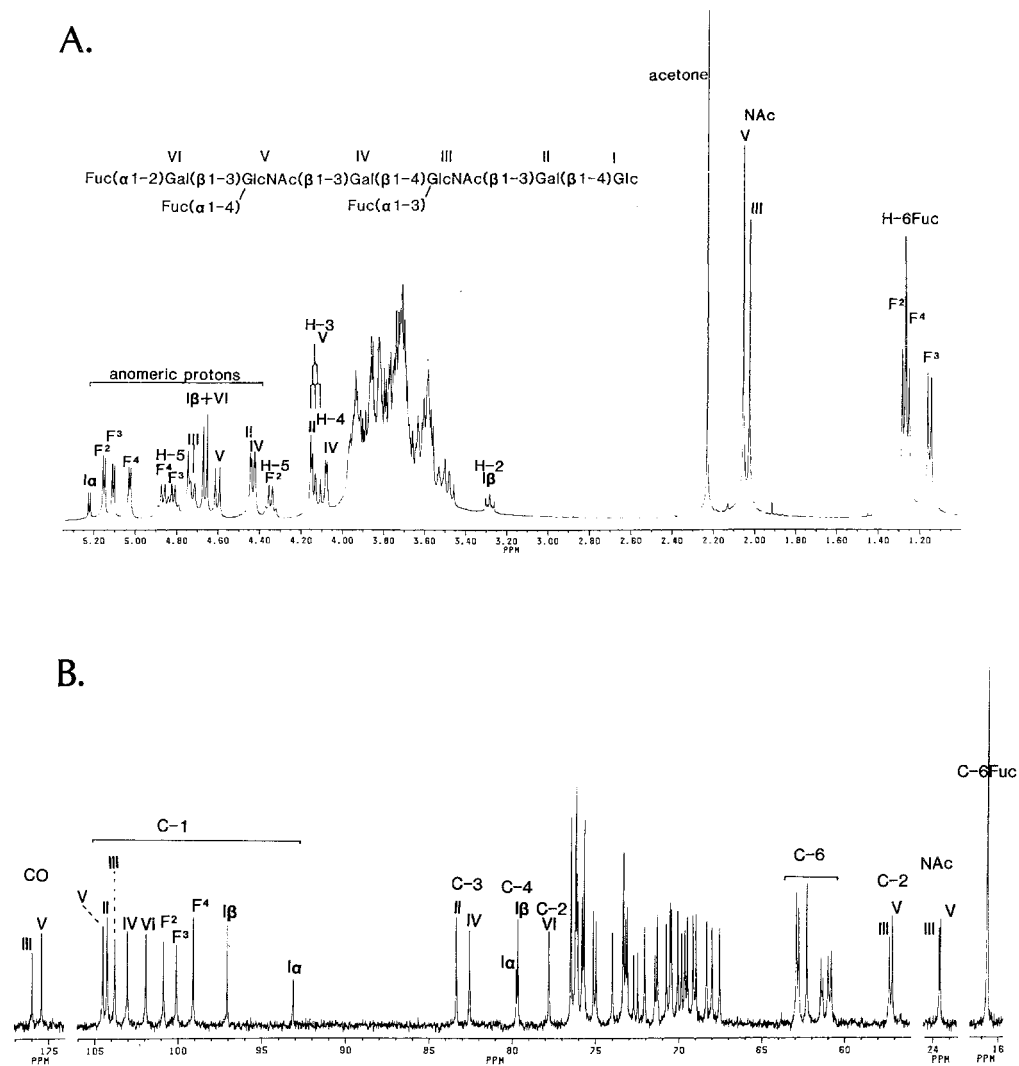 A.
acetone
NAc
V
III
VI V IV III II I
Fuc(α1-2)Gal(β1-3)GlcNAc(β1-3)Gal(β1-4)GlcNAc(β1-3)Gal(β1-4)Glc
Fuc(α1-4) Fuc(α1-3)
H-6Fuc
F² F⁴ F³
H-3
V
anomeric protons
Iβ+VI
Iα F² F³ F⁴ H-5 F⁴ F³ III V II IV H-5 F² II H-4 IV
H-2
Iβ
5.20 5.00 4.80 4.60 4.40 4.20 4.00 3.80 3.60 3.40 3.20 3.00 2.80 2.60 2.40 2.20 2.00 1.80 1.60 1.40 1.20
PPM
B.
C-6Fuc
C-1
CO
III V
V II III IV VI F² F³ F⁴ Iβ Iα
C-3
II IV
C-4
Iβ
Iα
C-2
VI
C-6
C-2
III V
NAc
III V
175 105 100 95 90 85 80 75 70 65 60 24 16
PPM PPM PPM PPM